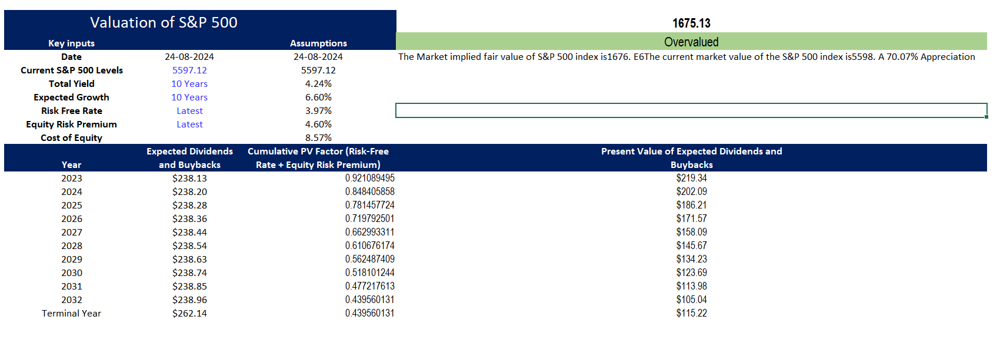 Valuation of S&P 500
1675.13
Key inputs Assumptions Overvalued
Date 24-08-2024 24-08-2024 The Market implied fair value of S&P 500 index is1676. E6The current market value of the S&P 500 index is5598. A 70.07% Appreciation
Current S&P 500 Levels 5597.12 5597.12
Total Yield 10 Years 4.24%
Expected Growth 10 Years 6.60%
Risk Free Rate Latest 3.97%
Equity Risk Premium Latest 4.60%
Cost of Equity 8.57%
Expected Dividends Cumulative PV Factor (Risk-Free Present Value of Expected Dividends and
Year and Buybacks Rate + Equity Risk Premium) Buybacks
2023 $238.13 0.921089495 $219.34
2024 $238.20 0.848405858 $202.09
2025 $238.28 0.781457724 $186.21
2026 $238.36 0.719792501 $171.57
2027 $238.44 0.662993311 $158.09
2028 $238.54 0.610676174 $145.67
2029 $238.63 0.562487409 $134.23
2030 $238.74 0.518101244 $123.69
2031 $238.85 0.477217613 $113.98
2032 $238.96 0.439560131 $105.04
Terminal Year $262.14 0.439560131 $115.22